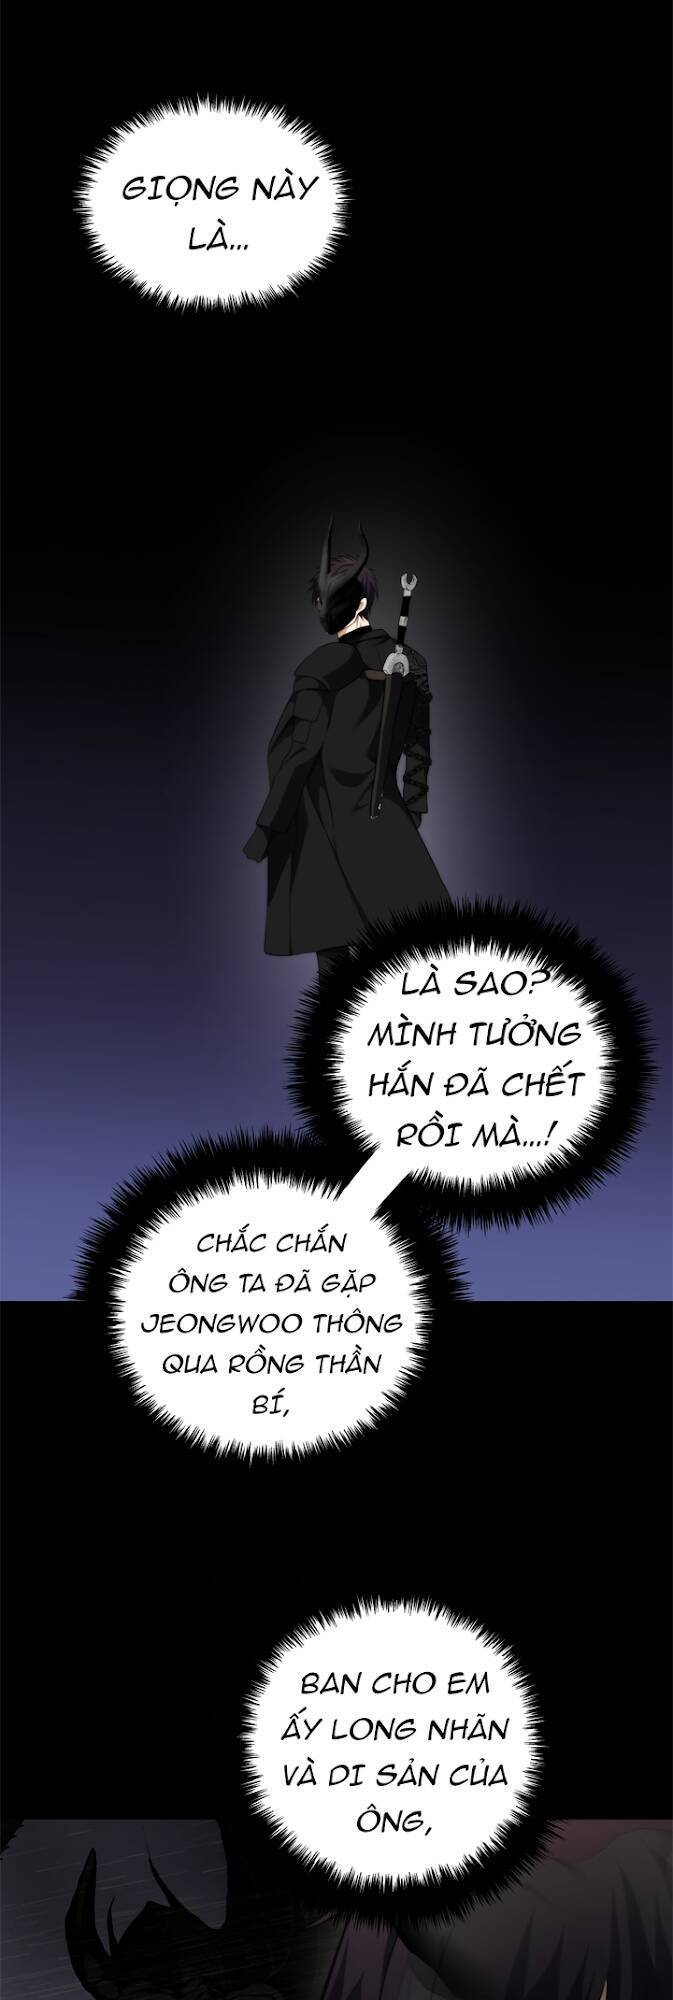 GIỌNG NÀY
LÀ...
LÀ SAO?
MÌNH TƯỞNG
HẮN ĐÃ CHẾT
RỒI MÀ...!
CHẮC CHẮN
ÔNG TA ĐÃ GẶP
JEONGWOO THÔNG
QUA RỒNG THẦN
BÍ,
BAN CHO EM
ẤY LONG NHÃN
VÀ DI SẢN CỦA
ÔNG,